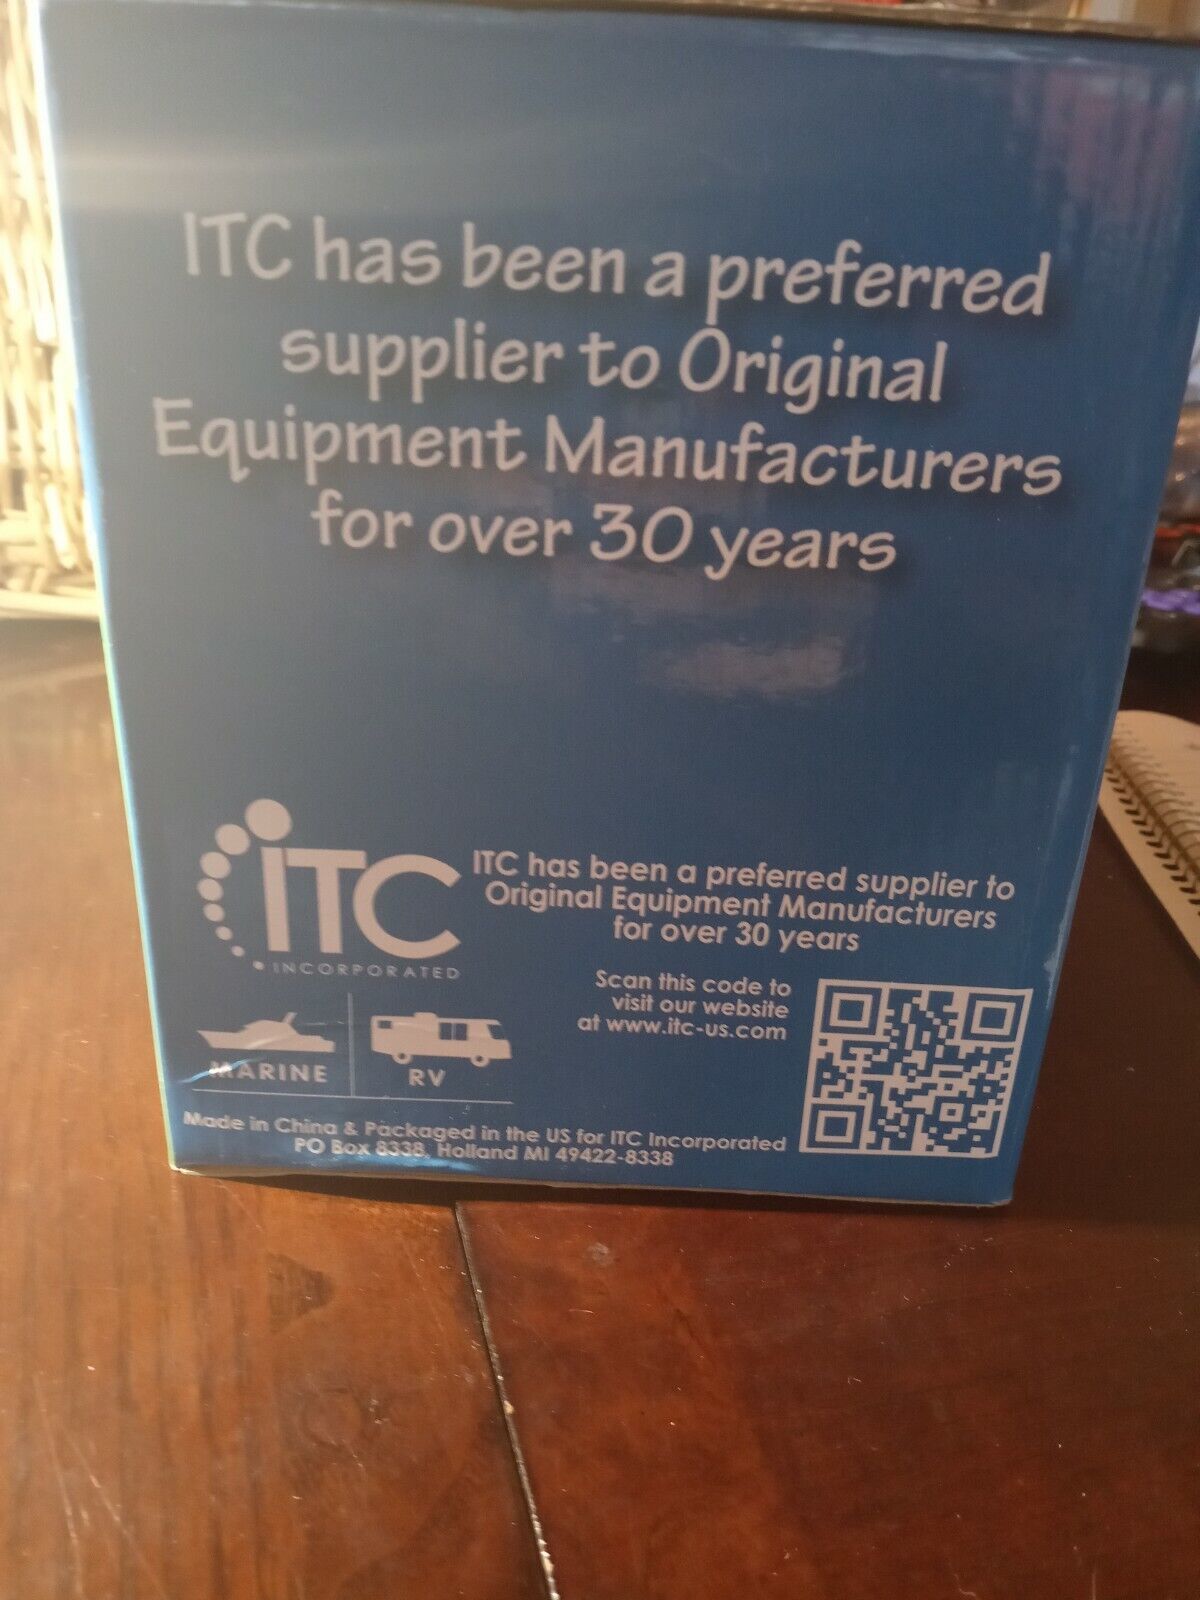 ITC has been a preferred
supplier to Original
Equipment Manufacturers
for over 30 years
iTC
INCORPORATED
MARINE
RV
ITC has been a preferred supplier to
Original Equipment Manufacturers
for over 30 years
Scan this code to
visit our website
at www.itc-us.com
Made in China & Packaged in the US for ITC Incorporated
PO Box 8338, Holland MI 49422-8338